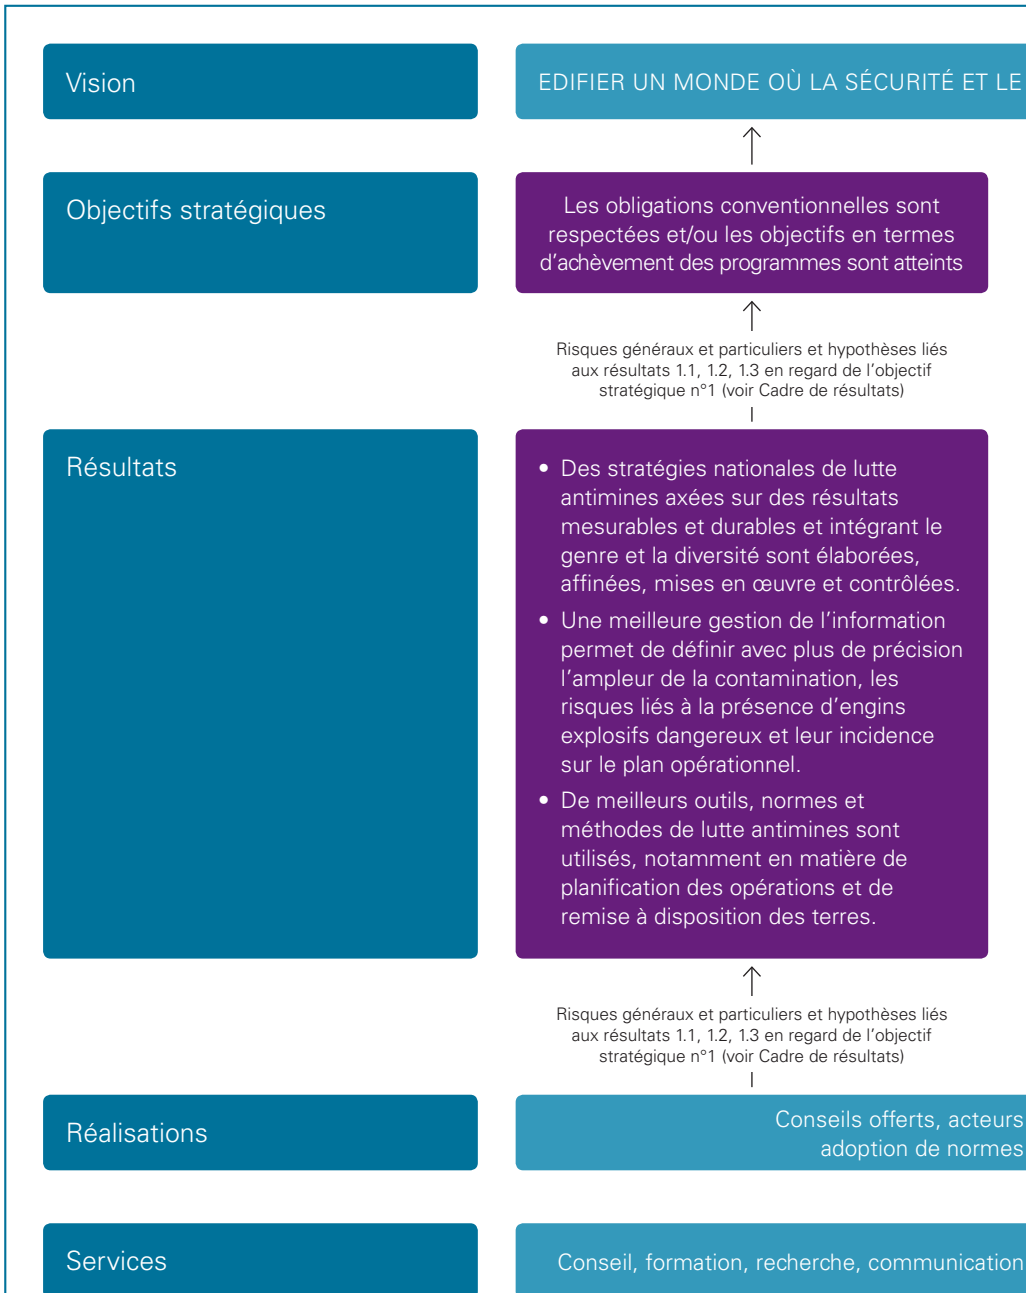 Vision
EDIFIER UN MONDE OÙ LA SÉCURITÉ ET LE
Objectifs stratégiques
Les obligations conventionnelles sont
respectées et/ou les objectifs en termes
d’achèvement des programmes sont atteints
Risques généraux et particuliers et hypothèses liés
aux résultats 1.1, 1.2, 1.3 en regard de l’objectif
stratégique n°1 (voir Cadre de résultats)
Résultats
• Des stratégies nationales de lutte
antimines axées sur des résultats
mesurables et durables et intégrant le
genre et la diversité sont élaborées,
affinées, mises en œuvre et contrôlées.
• Une meilleure gestion de l’information
permet de définir avec plus de précision
l’ampleur de la contamination, les
risques liés à la présence d’engins
explosifs dangereux et leur incidence
sur le plan opérationnel.
• De meilleurs outils, normes et
méthodes de lutte antimines sont
utilisés, notamment en matière de
planification des opérations et de
remise à disposition des terres.
Risques généraux et particuliers et hypothèses liés
aux résultats 1.1, 1.2, 1.3 en regard de l’objectif
stratégique n°1 (voir Cadre de résultats)
Réalisations
Conseils offerts, acteurs
adoption de normes
Services
Conseil, formation, recherche, communication